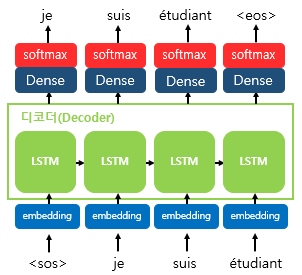 je suis étudiant <eos>
softmax softmax softmax softmax
Dense Dense Dense Dense
디코더(Decoder)
LSTM LSTM LSTM LSTM
embedding embedding embedding embedding
<sos> je suis étudiant